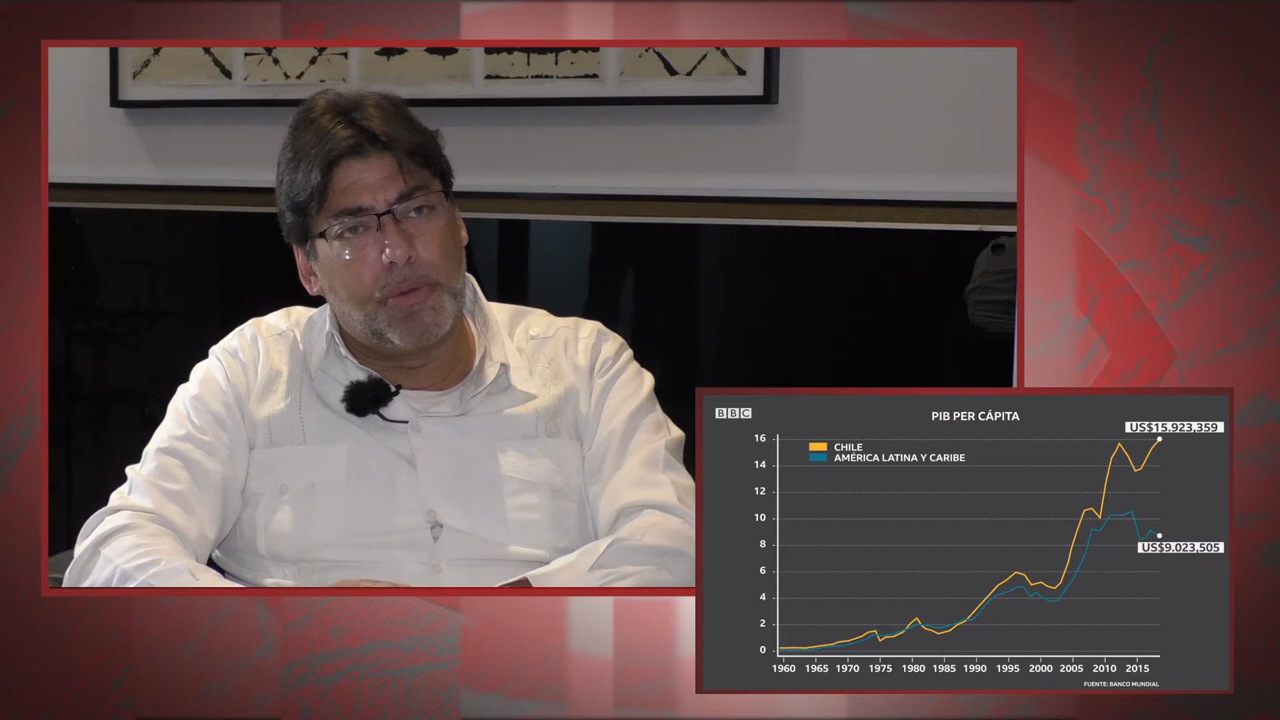 BBC
PIB PER CÁPITA
US$15.923,359
CHILE
AMÉRICA LATINA Y CARIBE
16
14
12
10
8
6
4
2
0
US$9.023,505
1960 1965 1970 1975 1980 1985 1990 1995 2000 2005 2010 2015
FUENTE: BANCO MUNDIAL